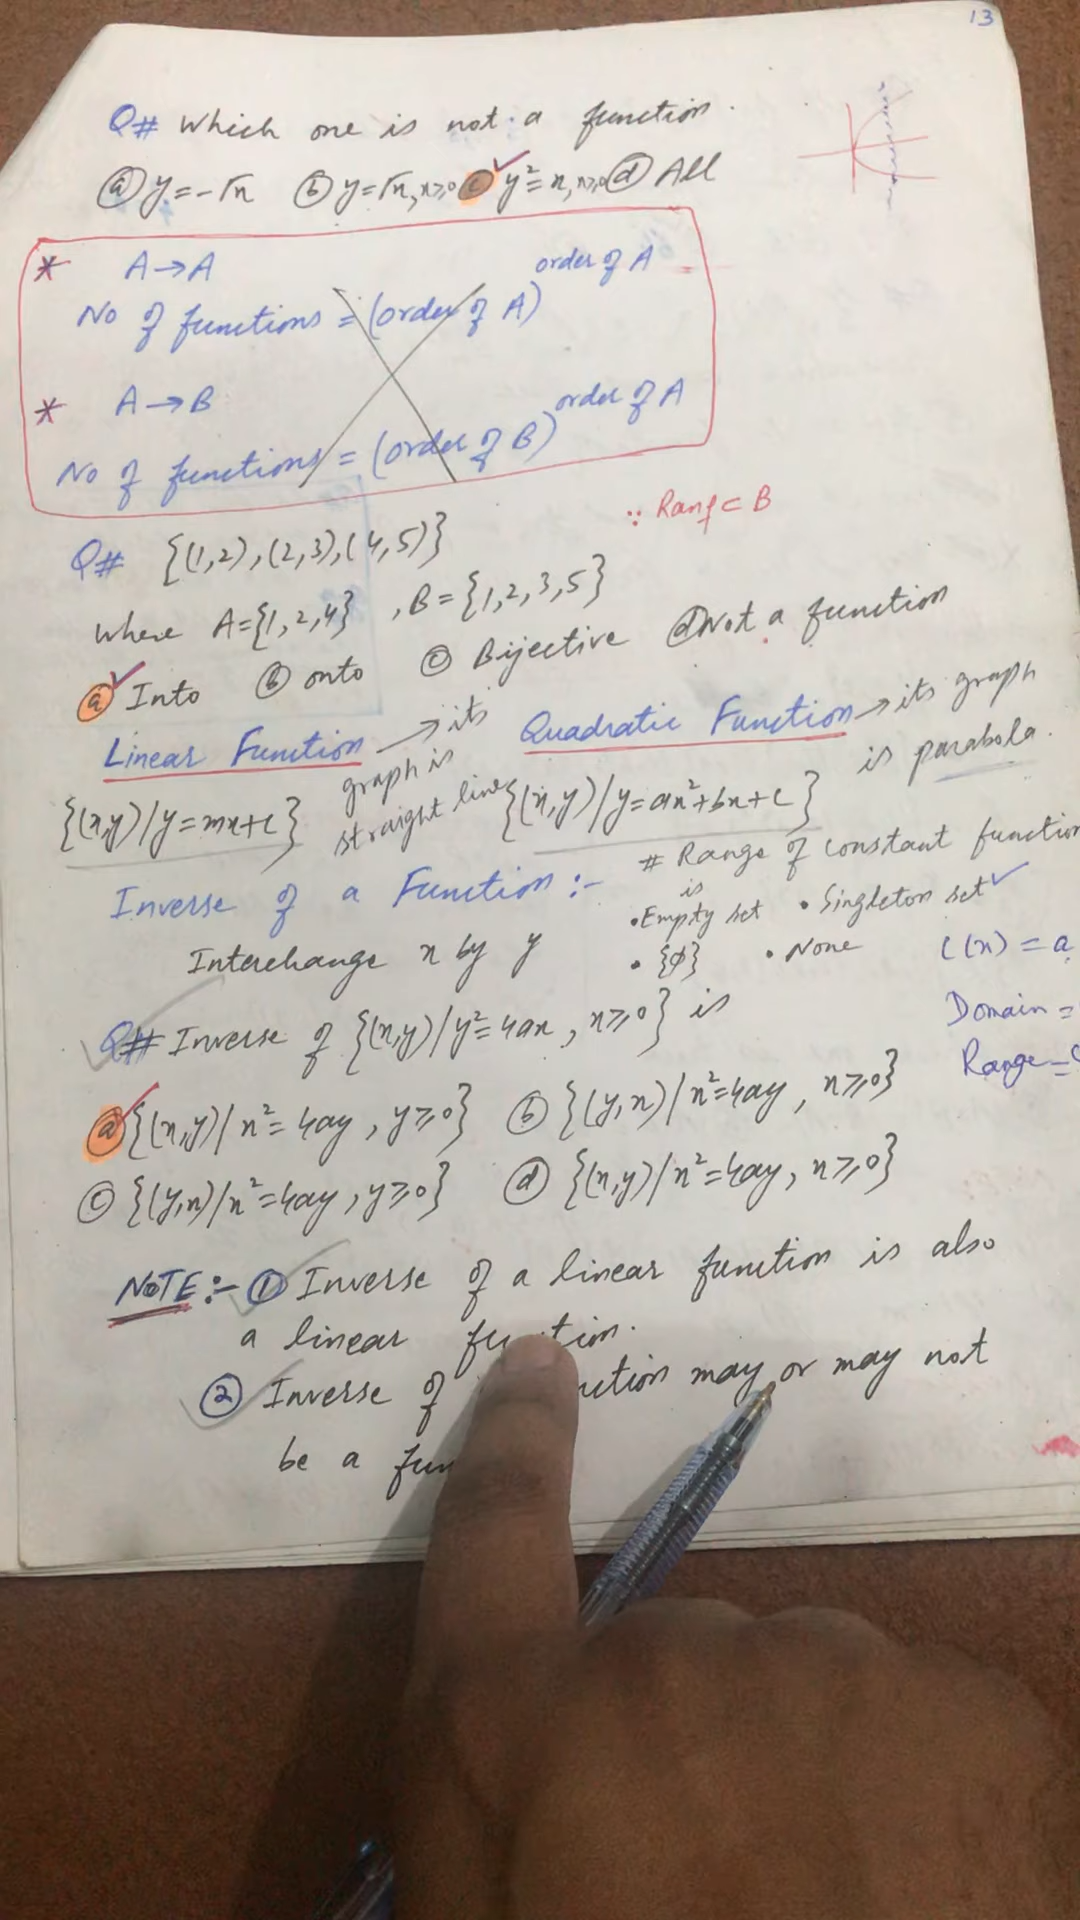 13
Q# Which one is not a function.
ⓐ y=-√x ⓑ y=√x, x≥0 ⓒ y²=x, x≥0 ⓓ All
* A→A
No of functions = (order of A)^order of A
* A→B
No of functions = (order of B)^order of A
∵ Rang ⊂ B
Q# {(1,2),(2,3),(4,5)}
Where A={1,2,4}, B={1,2,3,5}
ⓐ Into ⓑ onto ⓒ Bijective ⓓ Not a function
Linear Function → its graph is straight line
{(x,y)/y=mx+c}
Quadratic Function → its graph is parabola.
{(x,y)/y=ax²+bx+c}
# Range of constant function
is
• Empty set • Singleton set ✓
• {φ} • None
C(x) = a
Domain =
Range =
Inverse of a Function :-
Interchange x by y
Q# Inverse of {(x,y)/y²=4ax, x≥0} is
ⓐ {(x,y)/x²=4ay, y≥0} ⓑ {(y,x)/x²=4ay, x≥0}
ⓒ {(y,x)/x²=4ay, y≥0} ⓓ {(x,y)/x²=4ay, x≥0}
NOTE:- ① Inverse of a linear function is also
a linear function.
② Inverse of nction may or may not
be a fun